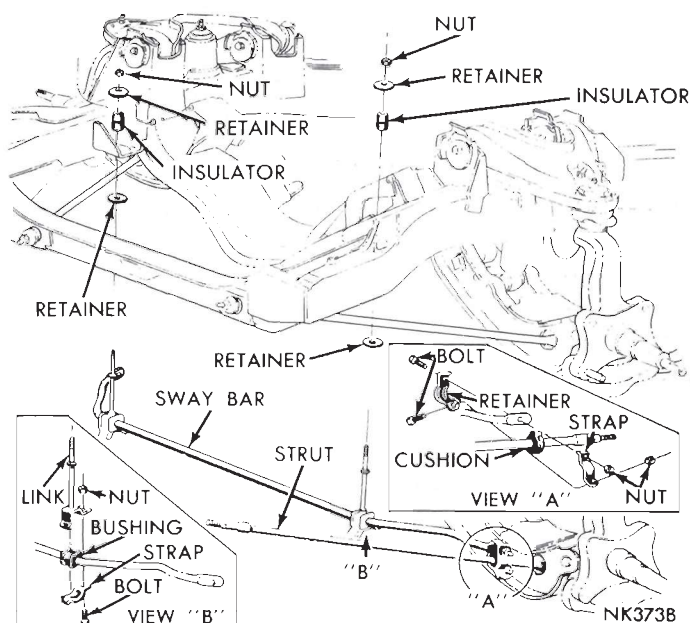 NUT
NUT
RETAINER
RETAINER
INSULATOR
INSULATOR
RETAINER
RETAINER
BOLT
RETAINER
STRAP
CUSHION
NUT
VIEW "A"
SWAY BAR
STRUT
LINK
NUT
BUSHING
STRAP
BOLT
VIEW "B"
"B"
"A"
NK373B